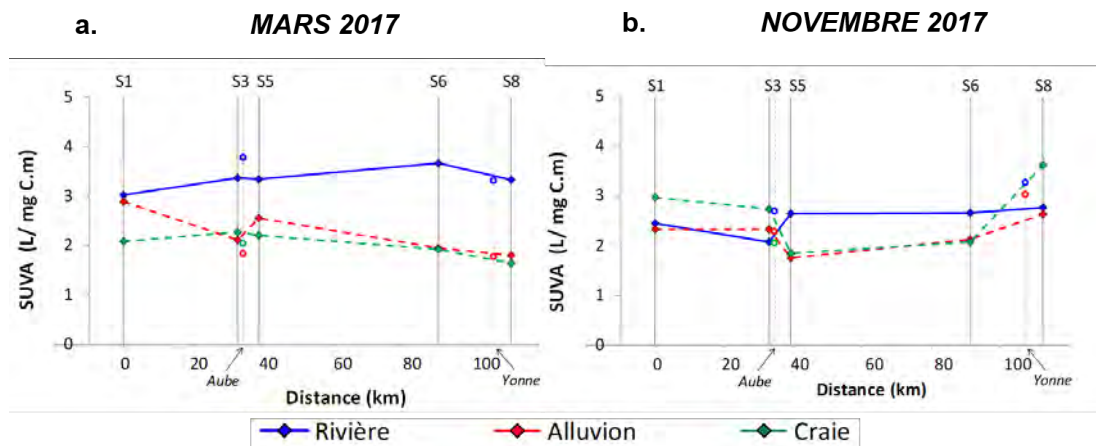 a. MARS 2017
b. NOVEMBRE 2017
S1 S3 S5 S6 S8
5
4
3
2
1
0
SUVA (L/ mg C.m)
0 20 40 60 80 100
Aube
Yonne
Distance (km)
S1 S3 S5 S6 S8
5
4
3
2
1
0
SUVA (L/ mg C.m)
0 20 40 60 80 100
Aube
Yonne
Distance (km)
Rivière Alluvion Craie